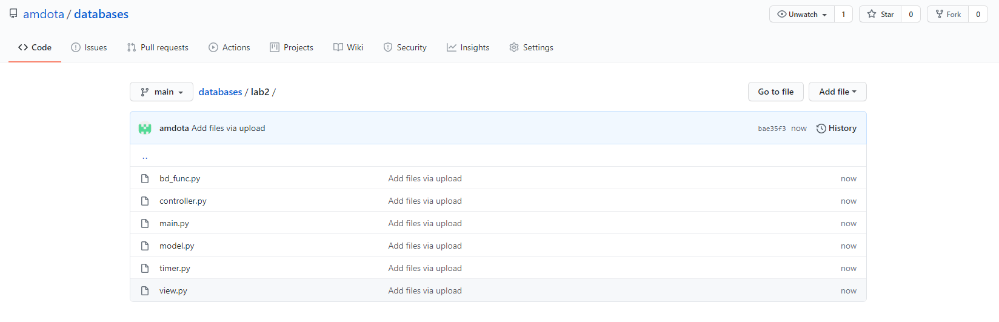 amdota / databases Unwatch 1 Star 0 Fork 0
Code Issues Pull requests Actions Projects Wiki Security Insights Settings
main databases / lab2 / Go to file Add file
amdota Add files via upload bae35f3 now History
..
bd_func.py Add files via upload now
controller.py Add files via upload now
main.py Add files via upload now
model.py Add files via upload now
timer.py Add files via upload now
view.py Add files via upload now